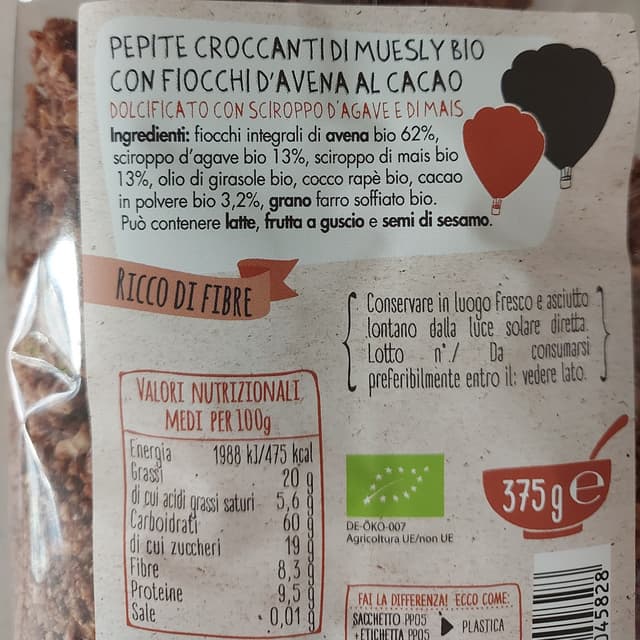 PEPITE CROCCANTI DI MUESLY BIO
CON FIOCCHI D'AVENA AL CACAO
DOLCIFICATO CON SCIROPPO D'AGAVE E DI MAIS
Ingredienti: fiocchi integrali di avena bio 62%,
sciroppo d'agave bio 13%, sciroppo di mais bio
13%, olio di girasole bio, cocco rapè bio, cacao
in polvere bio 3,2%, grano farro soffiato bio.
Può contenere latte, frutta a guscio e semi di sesamo.
RICCO DI FIBRE
Conservare in luogo fresco e asciutto
lontano dalla luce solare diretta.
Lotto n°/ Da consumarsi
preferibilmente entro il: vedere lato.
VALORI NUTRIZIONALI
MEDI PER 100g
Energia 1988 kJ/475 kcal
Grassi 20 g
di cui acidi grassi saturi 5,6 g
Carboidrati 60 g
di cui zuccheri 19 g
Fibre 8,3 g
Proteine 9,5 g
Sale 0,01 g
DE-ÖKO-007
Agricoltura UE/non UE
375 g e
FAI LA DIFFERENZA! ECCO COME:
SACCHETTO PP05
+ETICHETTA PP05
PLASTICA
45828